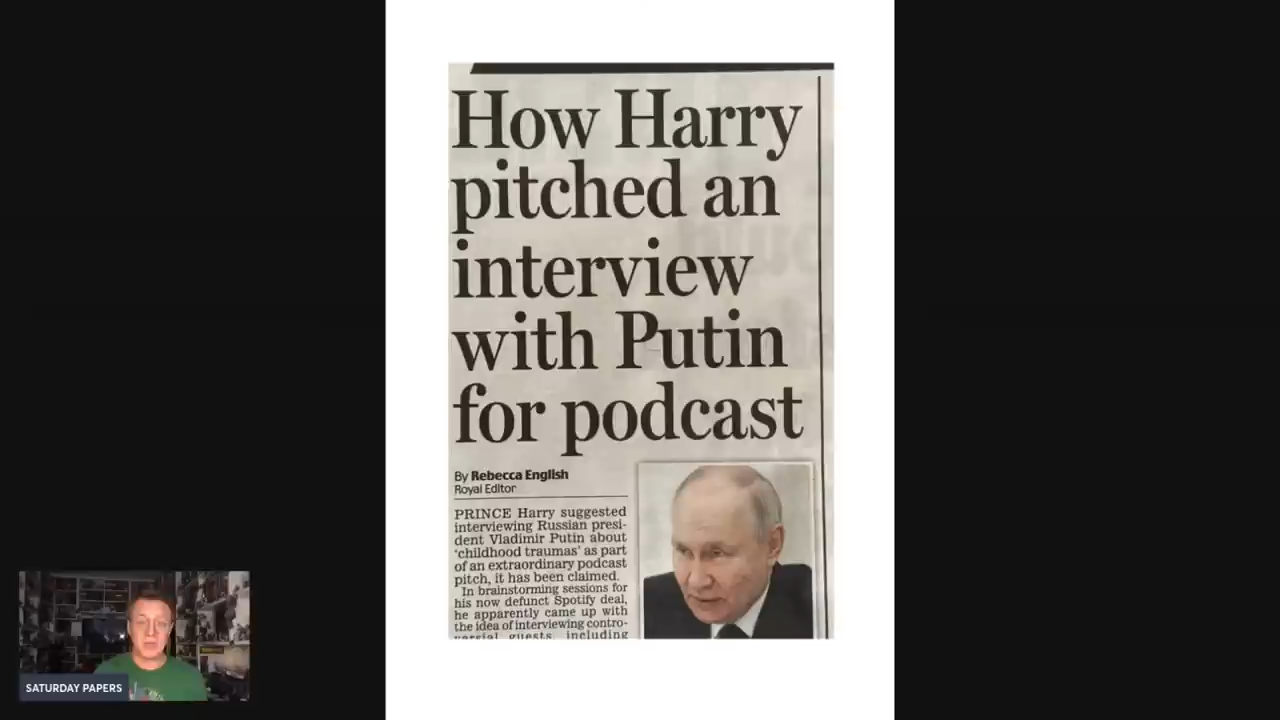 How Harry
pitched an
interview
with Putin
for podcast
By Rebecca English
Royal Editor
PRINCE Harry suggested
interviewing Russian presi-
dent Vladimir Putin about
‘childhood traumas’ as part
of an extraordinary podcast
pitch, it has been claimed.
In brainstorming sessions for
his now defunct Spotify deal,
he apparently came up with
the idea of interviewing contro-
versial guests, including
SATURDAY PAPERS